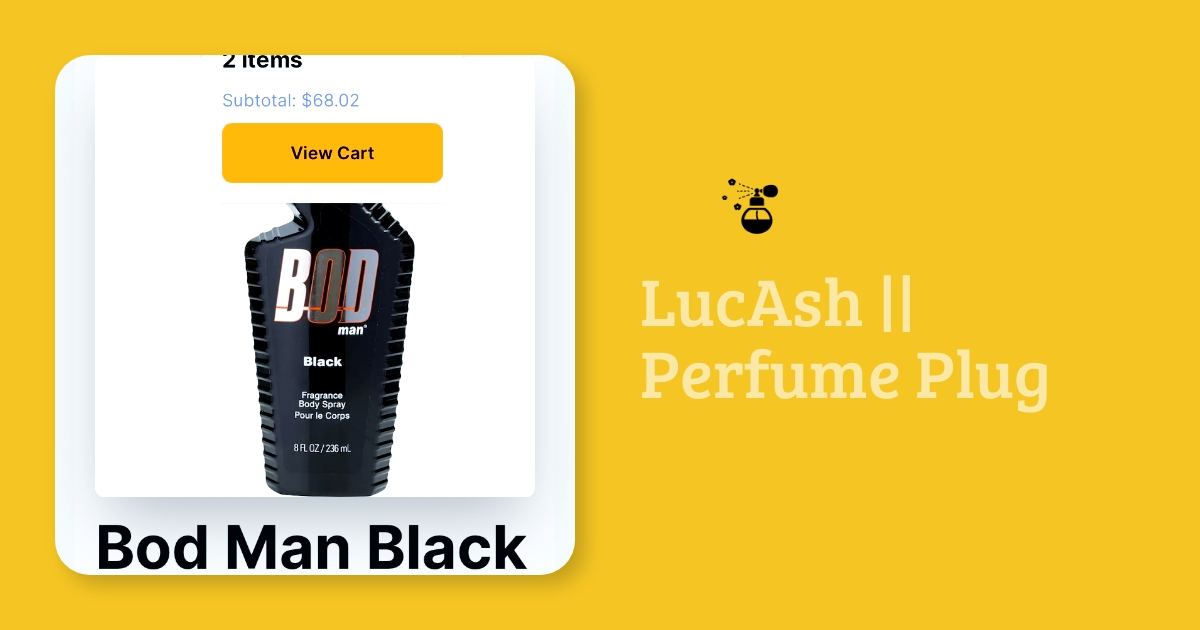 2 Items
Subtotal: $68.02
View Cart
BOD
man®
Black
Fragrance
Body Spray
Pour le Corps
8 FL OZ / 236 mL
Bod Man Black
LucAsh ||
Perfume Plug